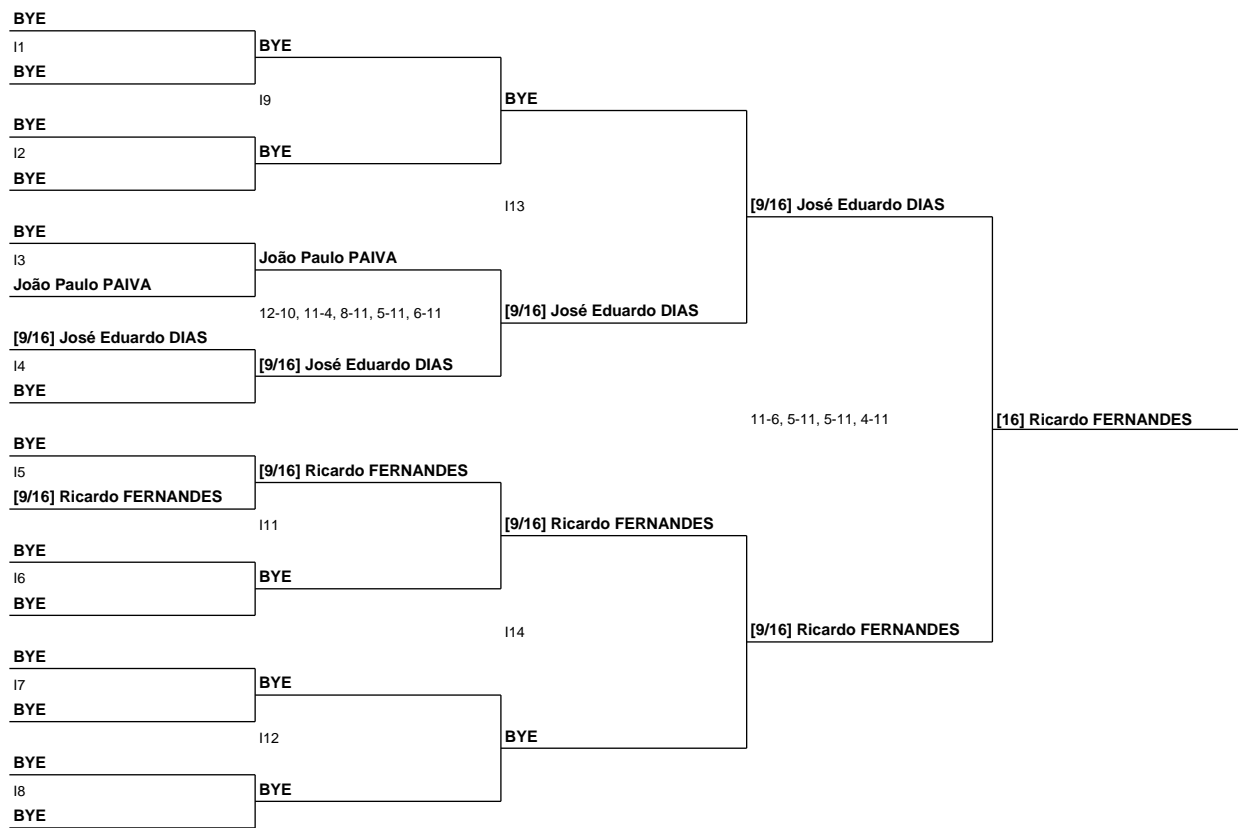 BYE
I1
BYE
BYE
I9
BYE
BYE
I2
BYE
BYE
I13
[9/16] José Eduardo DIAS
BYE
I3
João Paulo PAIVA
João Paulo PAIVA
12-10, 11-4, 8-11, 5-11, 6-11
[9/16] José Eduardo DIAS
[9/16] José Eduardo DIAS
I4
[9/16] José Eduardo DIAS
BYE
11-6, 5-11, 5-11, 4-11
[16] Ricardo FERNANDES
BYE
I5
[9/16] Ricardo FERNANDES
[9/16] Ricardo FERNANDES
I11
[9/16] Ricardo FERNANDES
BYE
I6
BYE
BYE
I14
[9/16] Ricardo FERNANDES
BYE
I7
BYE
BYE
I12
BYE
BYE
I8
BYE
BYE